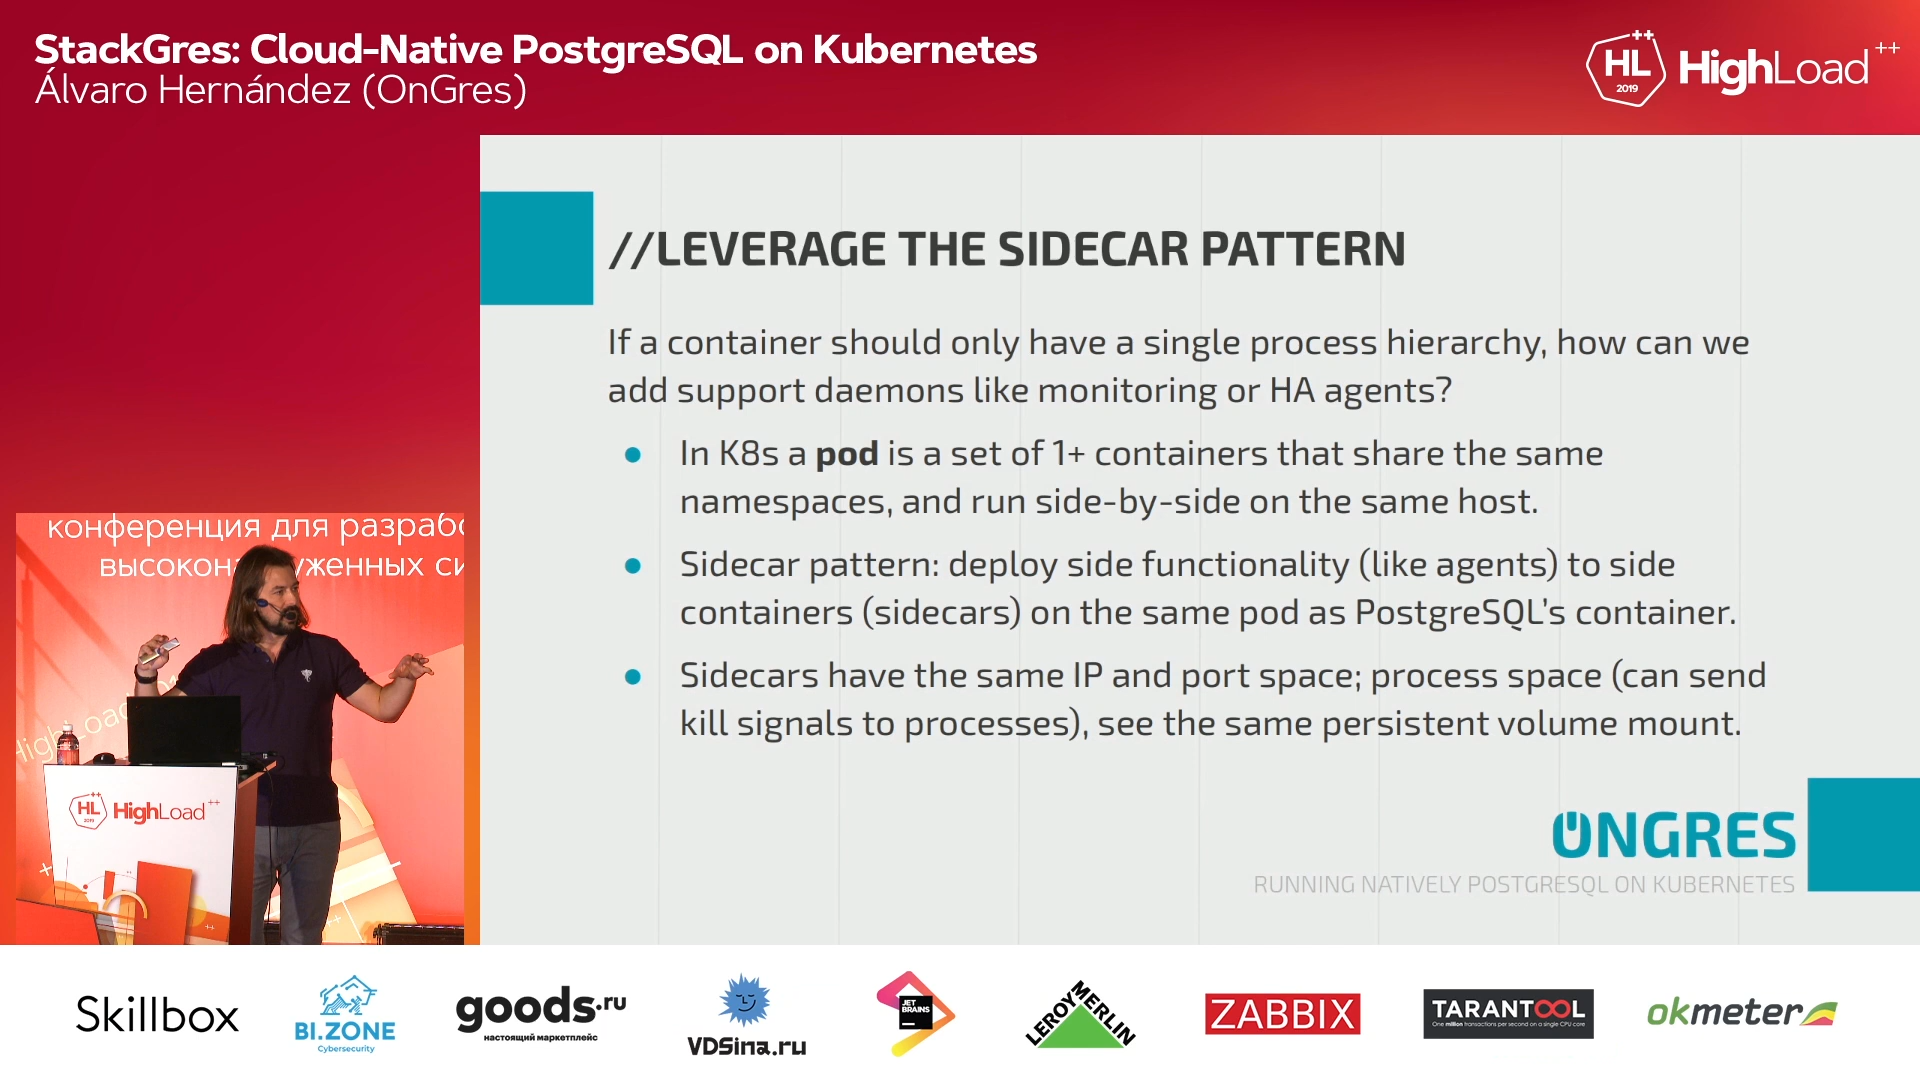 StackGres: Cloud-Native PostgreSQL on Kubernetes
Álvaro Hernández (OnGres)
HL
2019
HighLoad++
//LEVERAGE THE SIDECAR PATTERN
If a container should only have a single process hierarchy, how can we
add support daemons like monitoring or HA agents?
● In K8s a pod is a set of 1+ containers that share the same
namespaces, and run side-by-side on the same host.
● Sidecar pattern: deploy side functionality (like agents) to side
containers (sidecars) on the same pod as PostgreSQL's container.
● Sidecars have the same IP and port space; process space (can send
kill signals to processes), see the same persistent volume mount.
ONGRES
RUNNING NATIVELY POSTGRESQL ON KUBERNETES
конференция для
HighLoad
HL
2019
HighLoad++
Skillbox
BI.ZONE
Cybersecurity
goods.ru
настоящий маркетплейс
VDSina.ru
JET
BRAINS
LEROY MERLIN
ZABBIX
TARANTOOL
One million transactions per second on a single CPU core
okmeter